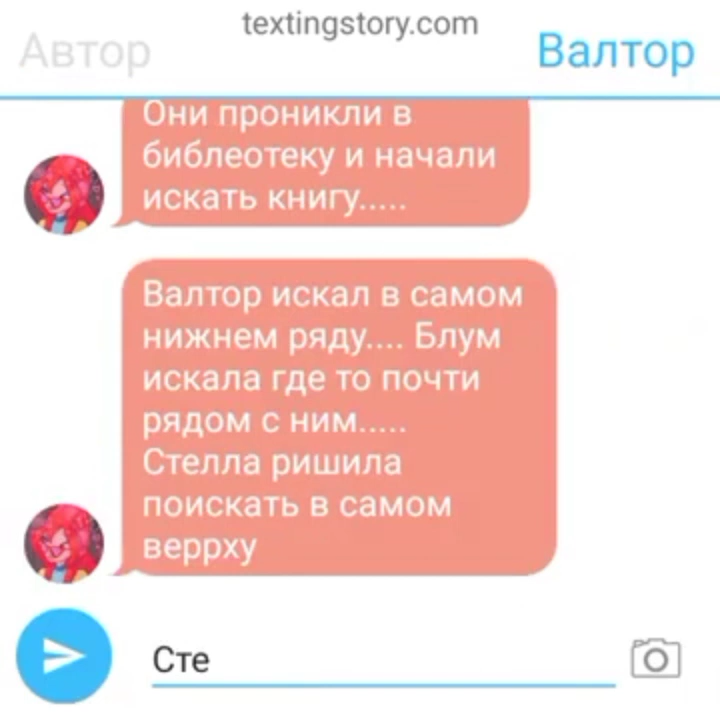 textingstory.com
Автор
Валтор
Они проникли в
библеотеку и начали
искать книгу.....
Валтор искал в самом
нижнем ряду.... Блум
искала где то почти
рядом с ним.....
Стелла ришила
поискать в самом
веррху
Сте